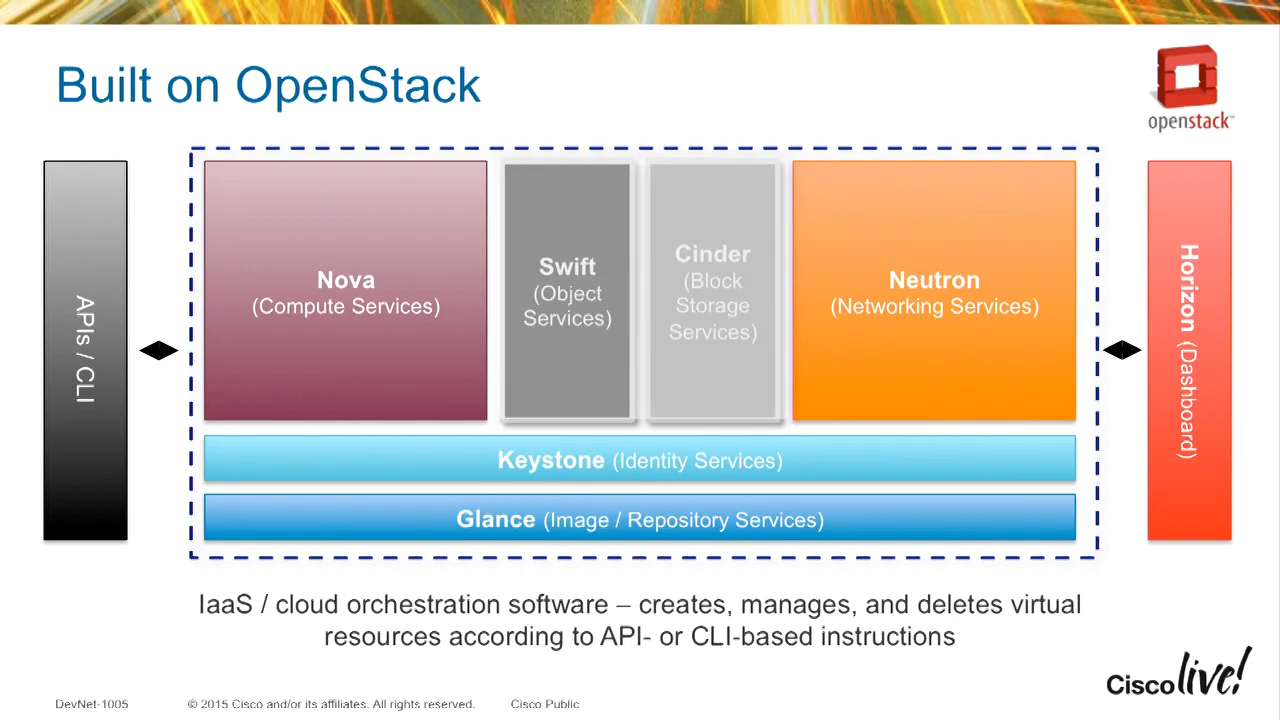 Built on OpenStack
openstack™
APIs / CLI
Nova
(Compute Services)
Swift
(Object
Services)
Cinder
(Block
Storage
Services)
Neutron
(Networking Services)
Horizon (Dashboard)
Keystone (Identity Services)
Glance (Image / Repository Services)
IaaS / cloud orchestration software – creates, manages, and deletes virtual
resources according to API- or CLI-based instructions
Cisco live!
DevNet-1005 © 2015 Cisco and/or its affiliates. All rights reserved. Cisco Public